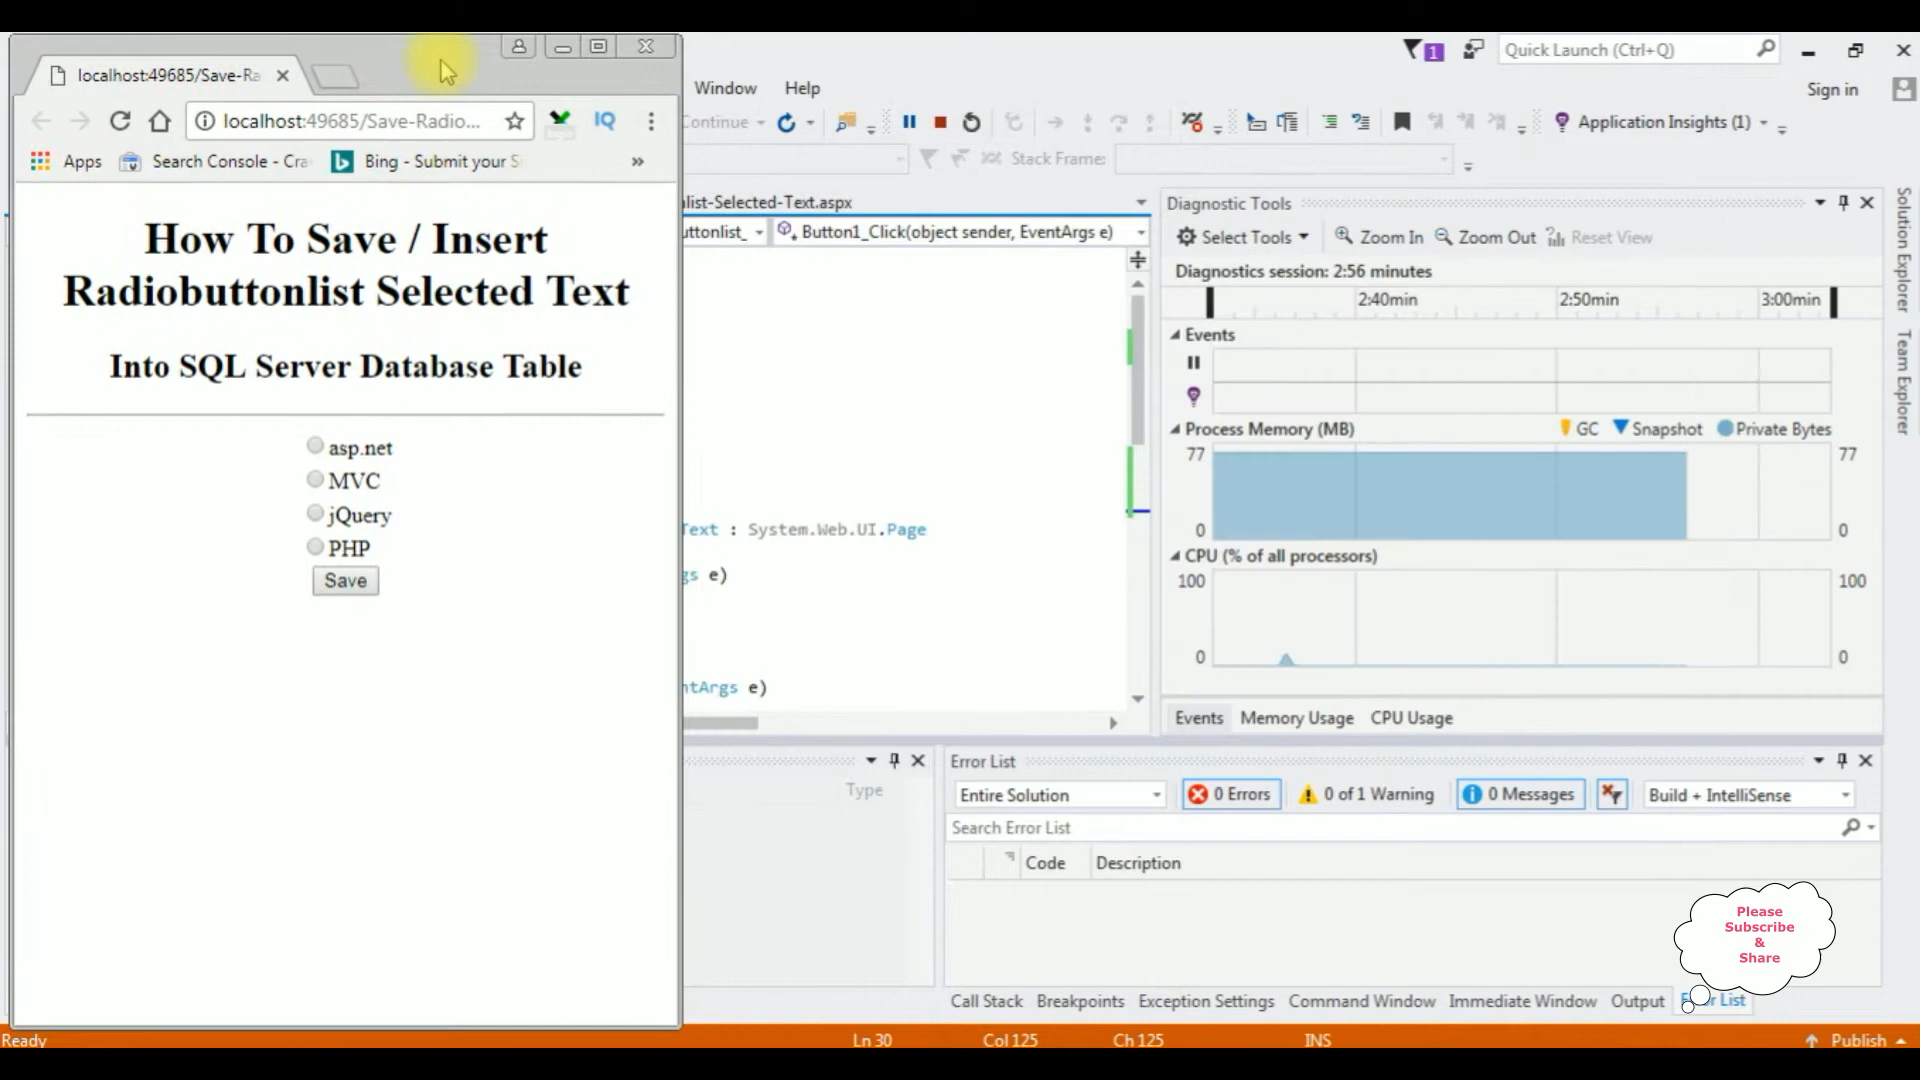 localhost:49685/Save-Ra
localhost:49685/Save-Radio...
IQ
Apps
Search Console - Cra
Bing - Submit your Si
»
How To Save / Insert
Radiobuttonlist Selected Text
Into SQL Server Database Table
asp.net
MVC
jQuery
PHP
Save
1
Quick Launch (Ctrl+Q)
Window
Help
Sign in
Continue
Application Insights (1)
Stack Frame:
list-Selected-Text.aspx
uttonlist_
Button1_Click(object sender, EventArgs e)
Text : System.Web.UI.Page
gs e)
ntArgs e)
Diagnostic Tools
Select Tools
Zoom In
Zoom Out
Reset View
Diagnostics session: 2:56 minutes
2:40min
2:50min
3:00min
Events
Process Memory (MB)
GC
Snapshot
Private Bytes
77
77
0
0
CPU (% of all processors)
100
100
0
0
Events
Memory Usage
CPU Usage
Solution Explorer
Team Explorer
Type
Error List
Entire Solution
0 Errors
0 of 1 Warning
0 Messages
Build + IntelliSense
Search Error List
Code
Description
Please
Subscribe
&
Share
Call Stack
Breakpoints
Exception Settings
Command Window
Immediate Window
Output
Error List
Ready
Ln 30
Col 125
Ch 125
INS
Publish